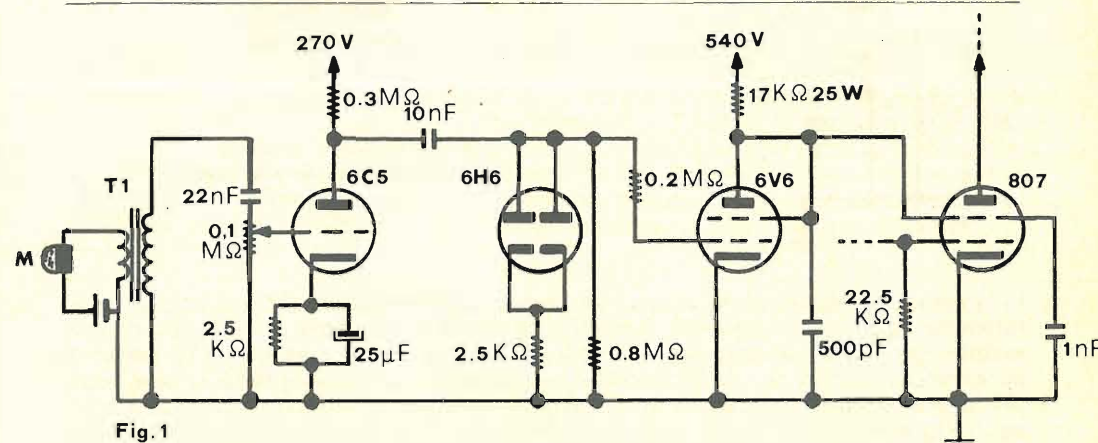 270V
540V
0.3MΩ
10nF
17KΩ 25W
6C5
6H6
6V6
807
T1
22nF
0,1
MΩ
0.2MΩ
M
2.5
KΩ
25µF
2.5KΩ
0.8MΩ
500pF
22.5
KΩ
1nF
Fig.1